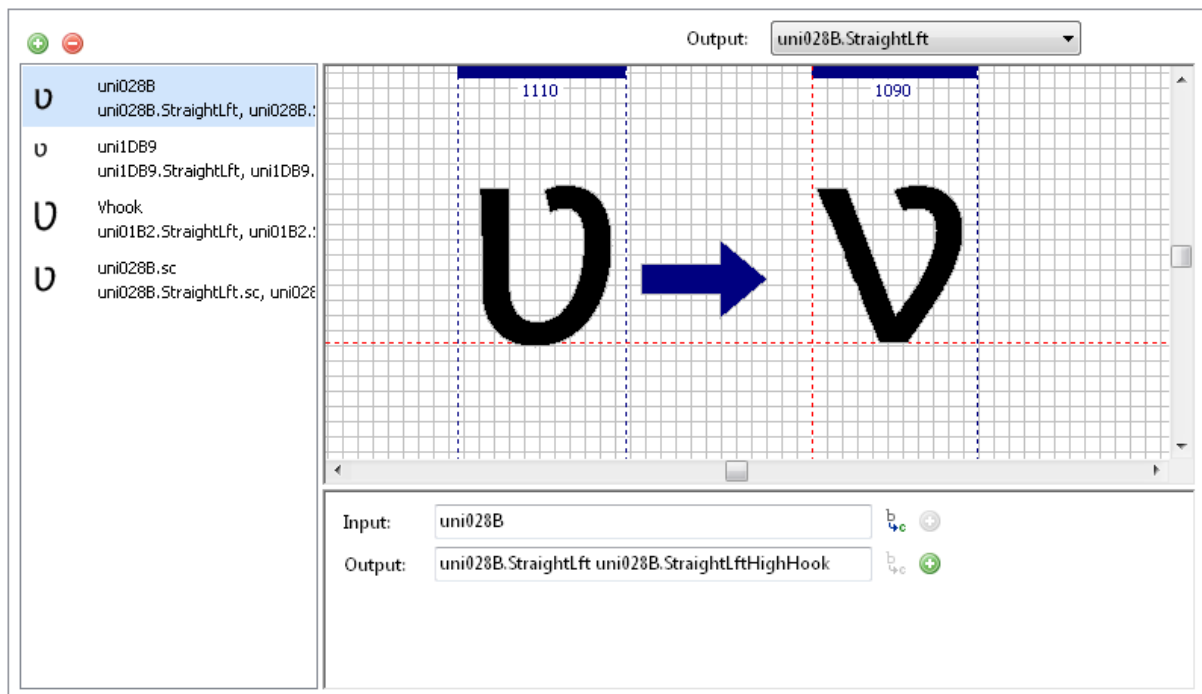 Output: uni028B.StraightLft
ʋ uni028B
uni028B.StraightLft, uni028B.
ʋ uni1DB9
uni1DB9.StraightLft, uni1DB9.
Ʋ Vhook
uni01B2.StraightLft, uni01B2.
ʋ uni028B.sc
uni028B.StraightLft.sc, uni028
1110 1090
ʋ ʋ
Input: uni028B
Output: uni028B.StraightLft uni028B.StraightLftHighHook